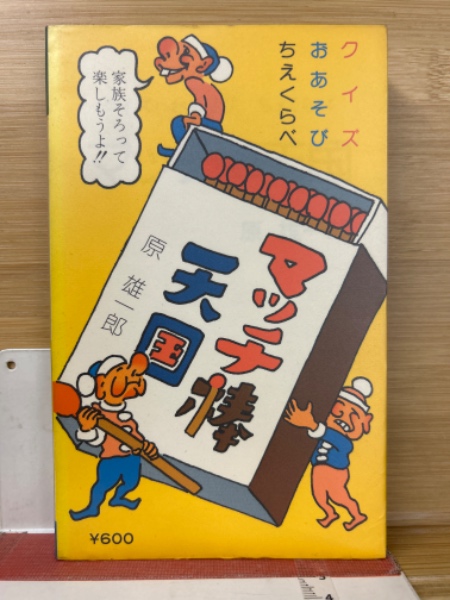 クイズ
おあそび
ちえくらべ
家族そろって
楽しもうよ!!
マッチ棒
天国
原 雄一郎
¥600